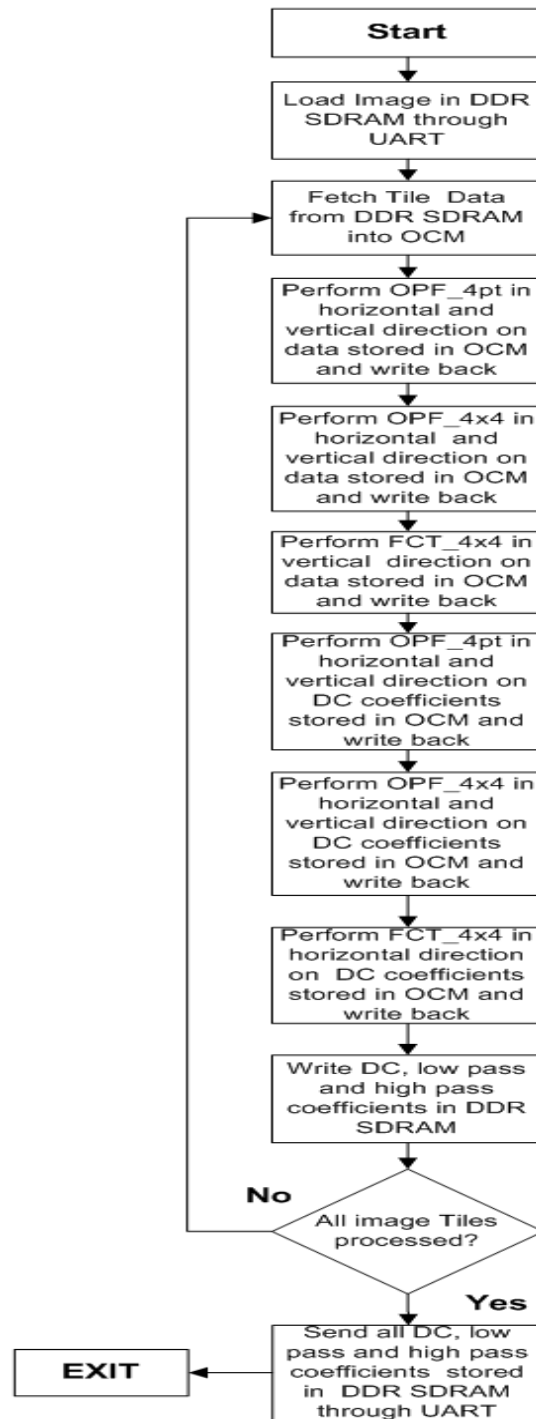 Start
Load Image in DDR
SDRAM through
UART
Fetch Tile Data
from DDR SDRAM
into OCM
Perform OPF_4pt in
horizontal and
vertical direction on
data stored in OCM
and write back
Perform OPF_4x4 in
horizontal and
vertical direction on
data stored in OCM
and write back
Perform FCT_4x4 in
vertical direction on
data stored in OCM
and write back
Perform OPF_4pt in
horizontal and
vertical direction on
DC coefficients
stored in OCM and
write back
Perform OPF_4x4 in
horizontal and
vertical direction on
DC coefficients
stored in OCM and
write back
Perform FCT_4x4 in
horizontal direction
on DC coefficients
stored in OCM and
write back
Write DC, low pass
and high pass
coefficients in DDR
SDRAM
No
All image Tiles
processed?
Yes
Send all DC, low
pass and high pass
coefficients stored
in DDR SDRAM
through UART
EXIT